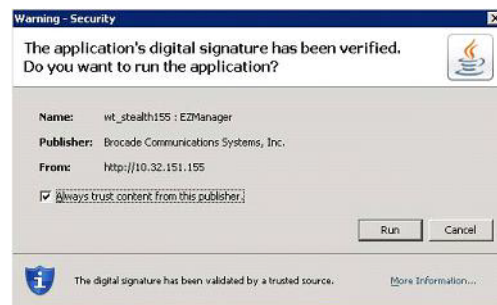 Warning - Security
The application's digital signature has been verified.
Do you want to run the application?
Name: wt_stealth155 : EZManager
Publisher: Brocade Communications Systems, Inc.
From: http://10.32.151.155
Always trust content from this publisher.
Run Cancel
The digital signature has been validated by a trusted source. More Information...